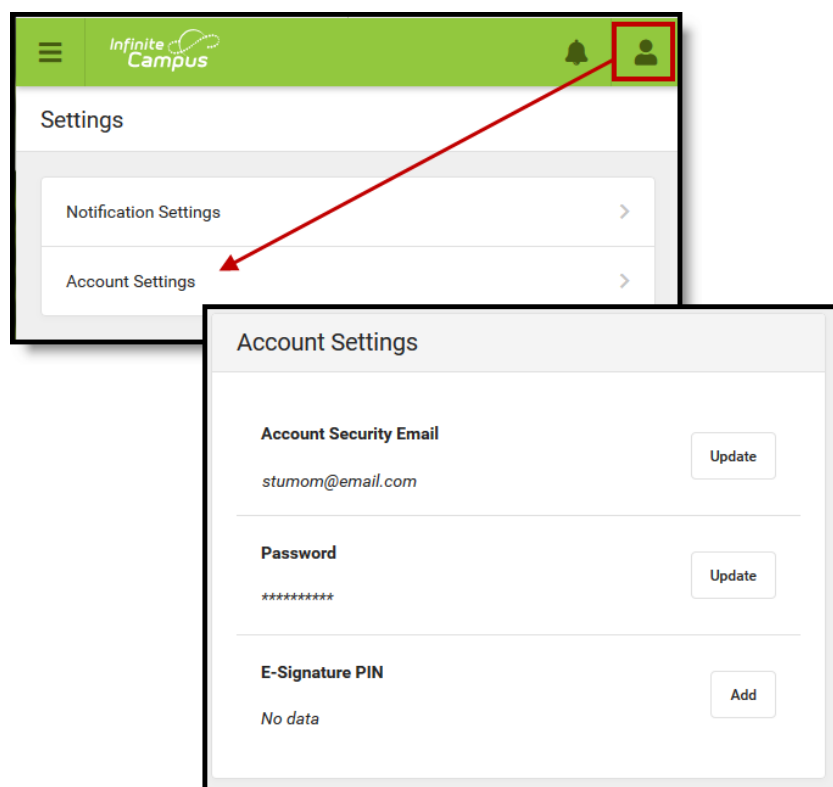 Infinite
Campus
Settings
Notification Settings
Account Settings
Account Settings
Account Security Email
Update
stumom@email.com
Password
Update
**********
E-Signature PIN
Add
No data